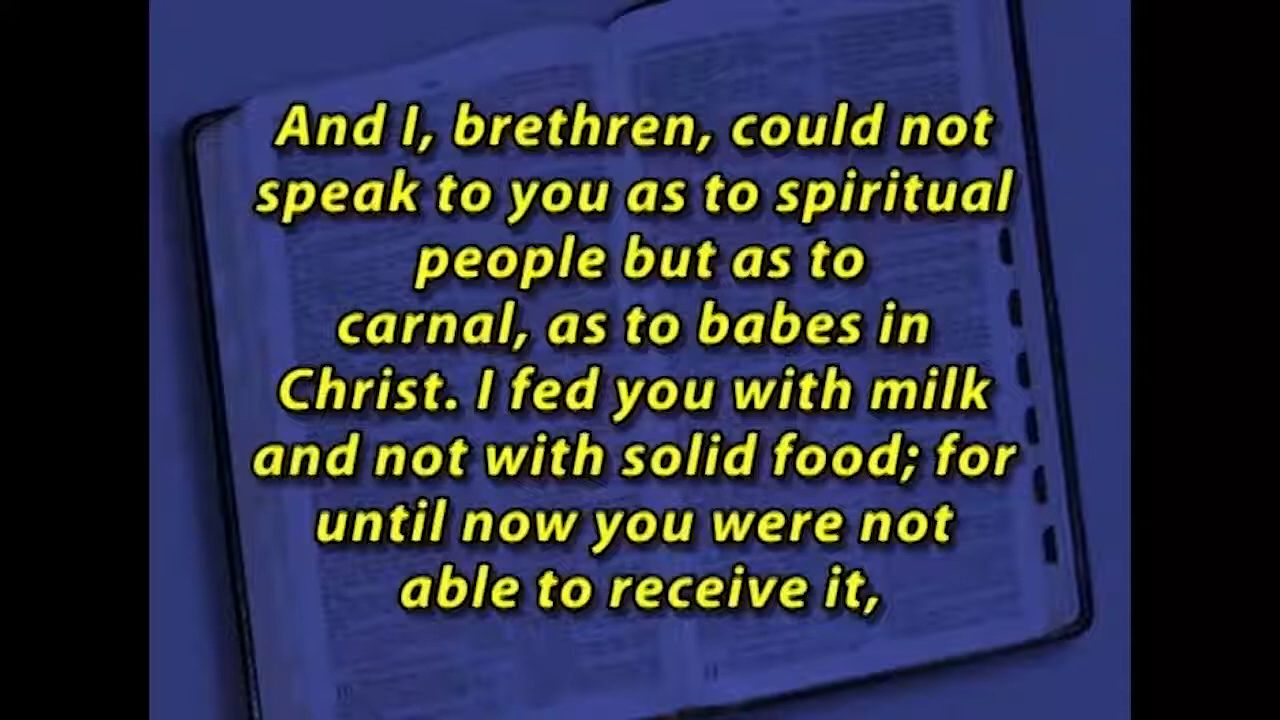 And I, brethren, could not
speak to you as to spiritual
people but as to
carnal, as to babes in
Christ. I fed you with milk
and not with solid food; for
until now you were not
able to receive it,